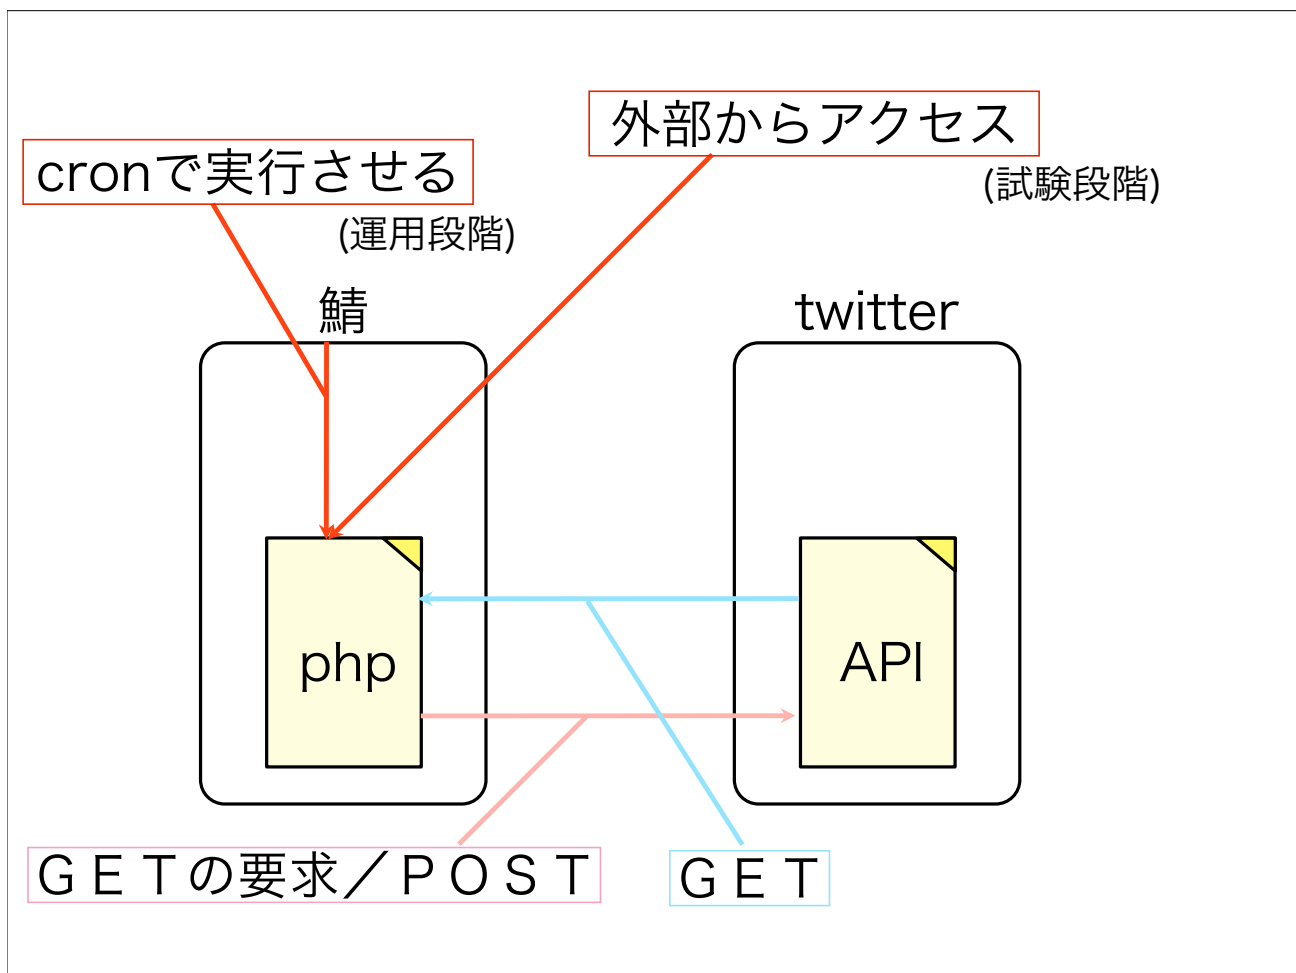 外部からアクセス
(試験段階)
cronで実行させる
(運用段階)
鯖
twitter
php
API
ＧＥＴの要求／ＰＯＳＴ
ＧＥＴ